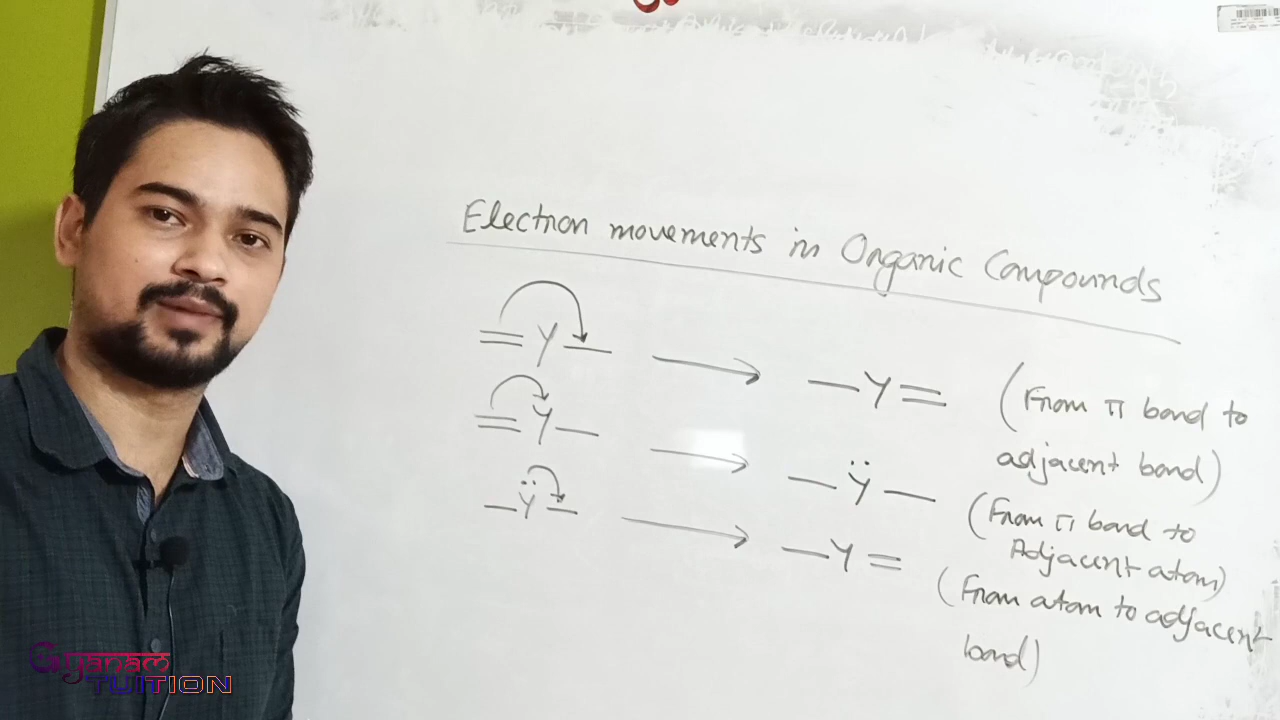 Electron movements in Organic Compounds
=Y— → —Y= (From π bond to
adjacent bond)
=Y— → —Ÿ— (From π bond to
Adjacent atom)
—Ÿ— → —Y= (From atom to adjacent
bond)
Gyanam
TUITION